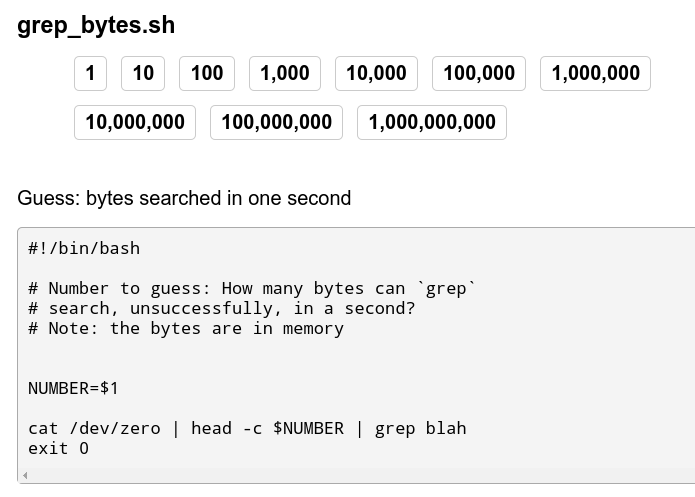 grep_bytes.sh
1 10 100 1,000 10,000 100,000 1,000,000
10,000,000 100,000,000 1,000,000,000
Guess: bytes searched in one second
#!/bin/bash
# Number to guess: How many bytes can `grep`
# search, unsuccessfully, in a second?
# Note: the bytes are in memory
NUMBER=$1
cat /dev/zero | head -c $NUMBER | grep blah
exit 0